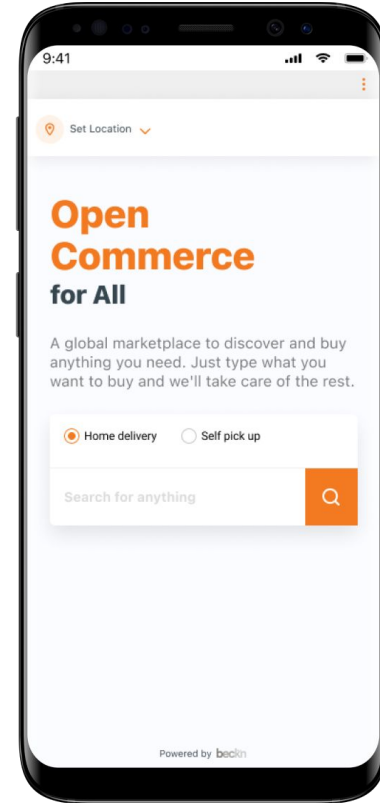 9:41
Set Location
Open
Commerce
for All
A global marketplace to discover and buy
anything you need. Just type what you
want to buy and we'll take care of the rest.
Home delivery Self pick up
Search for anything
Powered by beckn